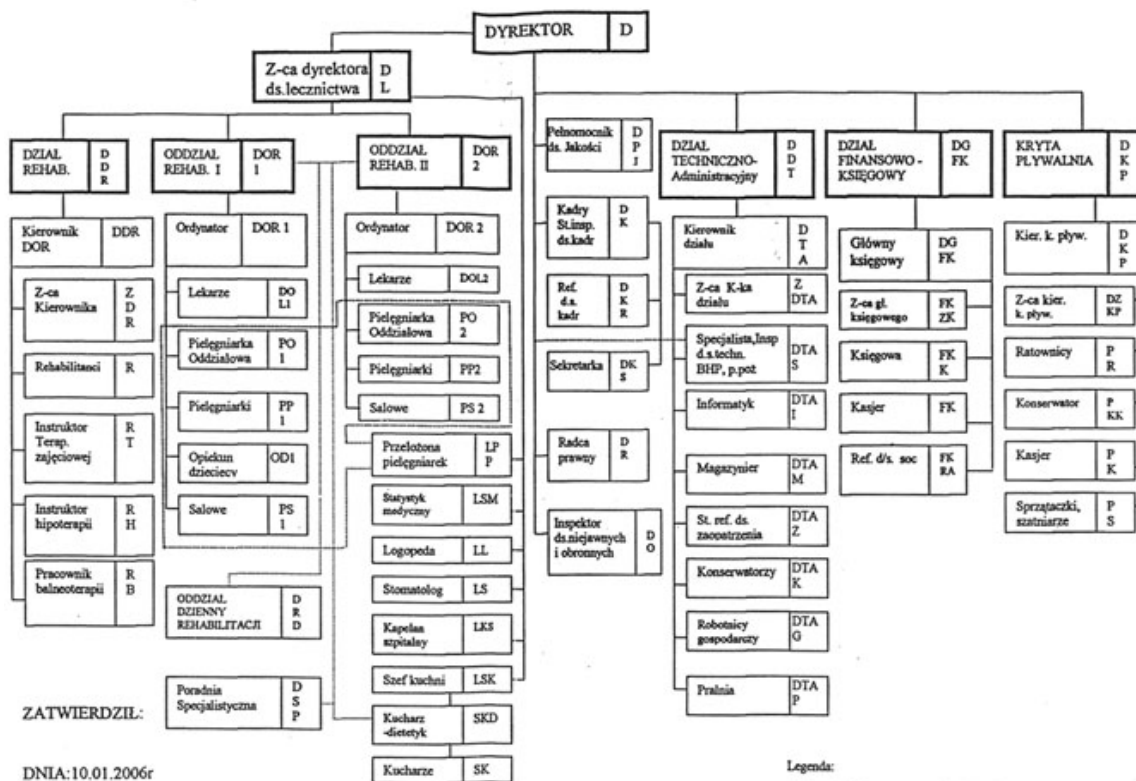 DYREKTOR D
Z-ca dyrektora
ds.lecznictwa
D
L
DZIAŁ
REHAB.
D
D
R
ODDZIAŁ
REHAB. I
DOR
1
ODDZIAŁ
REHAB. II
DOR
2
Pełnomocnik
ds. Jakości
D
P
J
DZIAŁ
TECHNICZNO-
Administracyjny
D
D
T
DZIAŁ
FINANSOWO -
KSIĘGOWY
DG
FK
KRYTA
PŁYWALNIA
D
K
P
Kierownik
DOR
DDR
Z-ca
Kierownika
Z
D
R
Rehabilitanci R
Instruktor
Terap.
zajęciowej
R
T
Instruktor
hipoterapii
R
H
Pracownik
balneoterapii
R
B
Ordynator DOR 1
Lekarze
DO
L1
Pielęgniarka
Oddziałowa
PO
1
Pielęgniarki
PP
1
Opiekun
dziecięcy
OD1
Salowe
PS
1
ODDZIAŁ
DZIENNY
REHABILITACJI
D
R
D
Poradnia
Specjalistyczna
D
S
P
Ordynator DOR 2
Lekarze DOL2
Pielęgniarka
Oddziałowa
PO
2
Pielęgniarki PP2
Salowe PS 2
Przełożona
pielęgniarek
LP
P
Statystyk
medyczny
LSM
Logopeda LL
Stomatolog LS
Kapelan
szpitalny
LKS
Szef kuchni LSK
Kucharz
-dietetyk
SKD
Kucharze SK
Kadry
St.insp.
ds.kadr
D
K
Ref.
d.s.
kadr
D
K
R
Sekretarka
DK
S
Radca
prawny
D
R
Inspektor
ds.niejawnych
i obronnych
D
O
Kierownik
działu
D
T
A
Z-ca K-ka
działu
Z
DTA
Specjalista,Insp
d.s.techn.
BHP, p.poż
DTA
S
Informatyk
DTA
I
Magazynier
DTA
M
St. ref. ds.
zaopatrzenia
DTA
Z
Konserwatorzy
DTA
K
Robotnicy
gospodarczy
DTA
G
Pralnia
DTA
P
Główny
księgowy
DG
FK
Z-ca gł.
księgowego
FK
ZK
Księgowa
FK
K
Kasjer FK
Ref. d/s. soc
FK
RA
Kier. k. pływ.
D
K
P
Z-ca kier.
k. pływ.
DZ
KP
Ratownicy
P
R
Konserwator
P
KK
Kasjer
P
K
Sprzątaczki,
szatniarze
P
S
ZATWIERDZIŁ:
DNIA:10.01.2006r
Legenda: